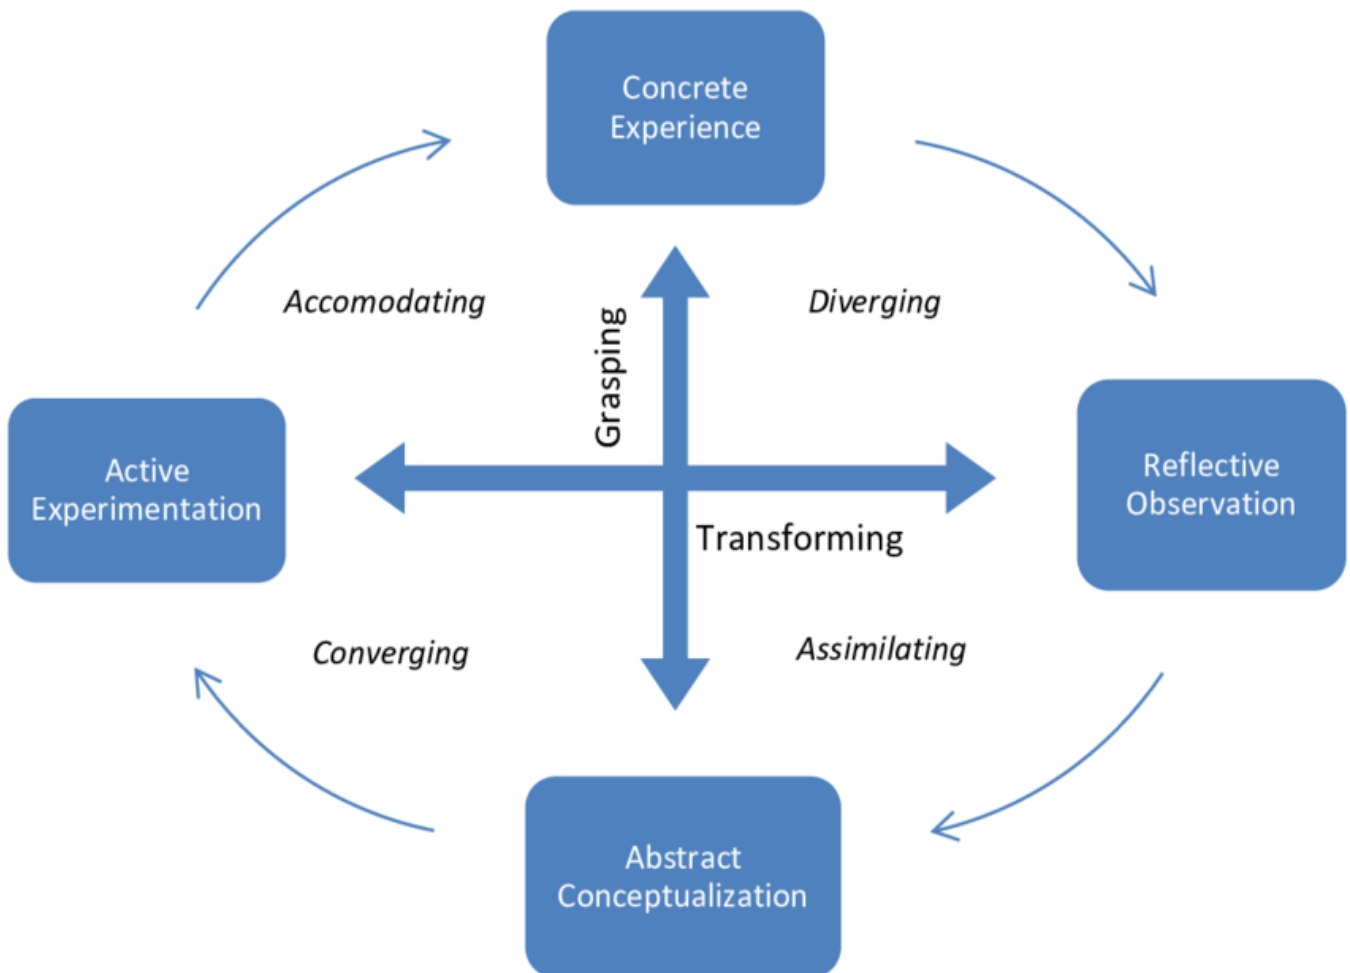 Concrete
Experience
Accomodating
Diverging
Grasping
Active
Experimentation
Reflective
Observation
Transforming
Converging
Assimilating
Abstract
Conceptualization